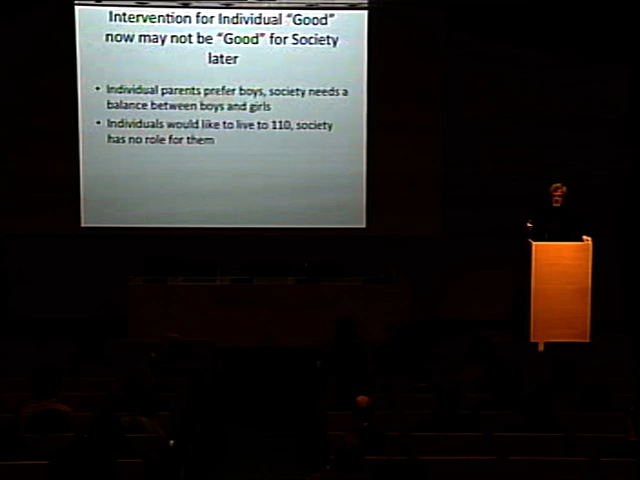 Intervention for Individual “Good”
now may not be “Good” for Society
later
• Individual parents prefer boys, society needs a
balance between boys and girls
• Individuals would like to live to 110, society
has no role for them